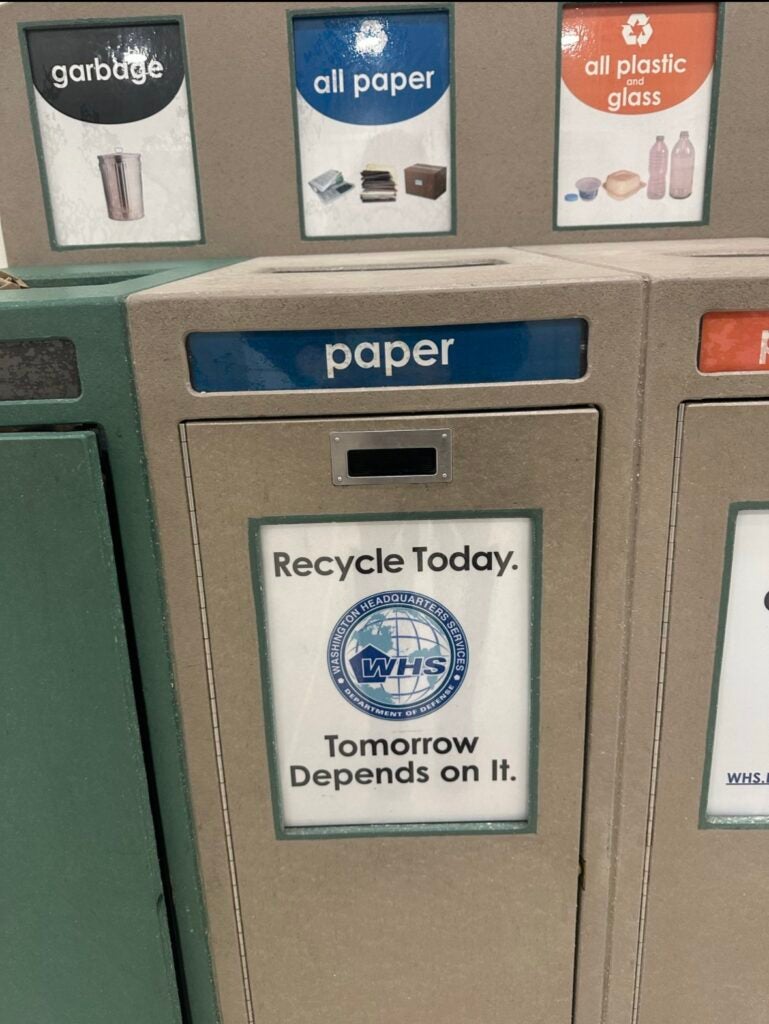 garbage
all paper
all plastic
and
glass
paper
Recycle Today.
WASHINGTON HEADQUARTERS SERVICES
WHS
DEPARTMENT OF DEFENSE
Tomorrow
Depends on It.
WHS.